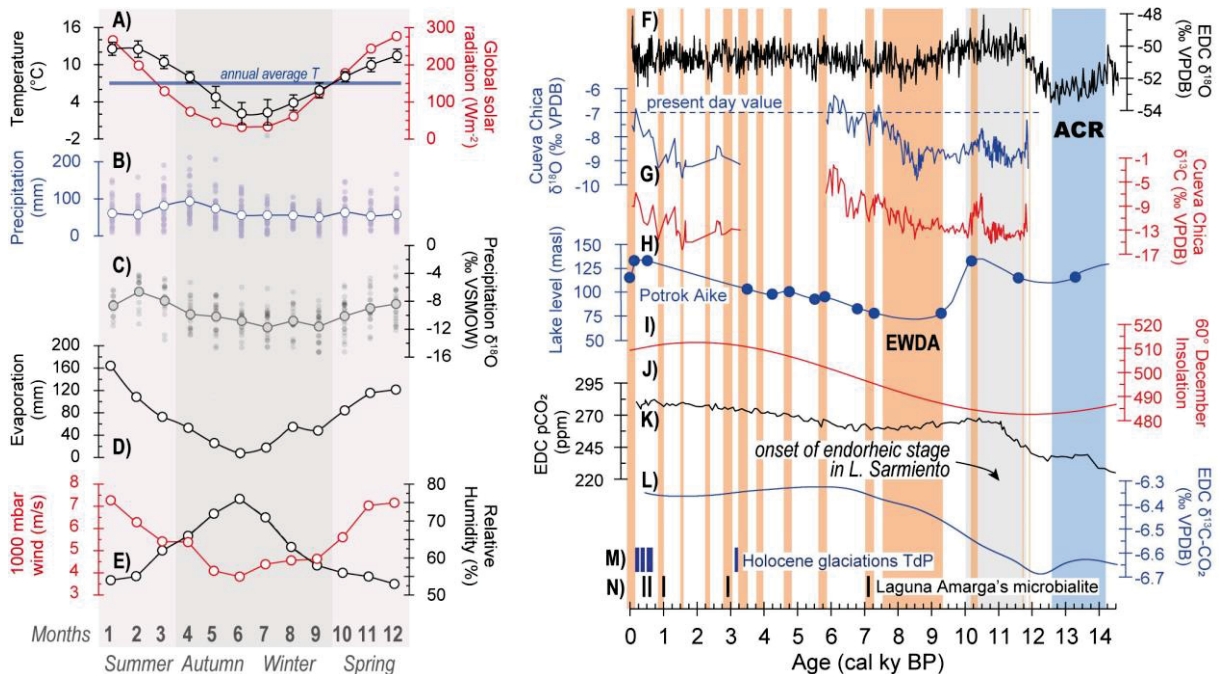 A)
Temperature
(°C)
16
10
4
-2
annual average T
Global solar
radiation (Wm-2)
300
200
100
0
B)
Precipitation
(mm)
200
100
0
C)
Precipitation δ18O
(‰ VSMOW)
0
-4
-8
-12
-16
D)
Evaporation
(mm)
200
160
120
80
40
0
E)
1000 mbar
wind (m/s)
8
7
6
5
4
3
Relative
Humidity (%)
80
75
70
65
60
55
50
Months 1 2 3 4 5 6 7 8 9 10 11 12
Summer Autumn Winter Spring
F)
EDC δ18O
(‰ VPDB)
-48
-50
-52
-54
ACR
present day value
Cueva Chica
δ18O (‰ VPDB)
-6
-7
-8
-9
-10
G)
Cueva Chica
δ13C (‰ VPDB)
-1
-5
-9
-13
-17
H)
Lake level (masl)
150
125
100
75
50
Potrok Aike
EWDA
I)
60° December
Insolation
520
510
500
490
480
J)
K)
EDC pCO2
(ppm)
295
270
245
220
onset of endorheic stage
in L. Sarmiento
L)
EDC δ13C-CO2
(‰ VPDB)
-6.3
-6.4
-6.5
-6.6
-6.7
M)
Holocene glaciations TdP
N)
Laguna Amarga's microbialite
0 1 2 3 4 5 6 7 8 9 10 11 12 13 14
Age (cal ky BP)